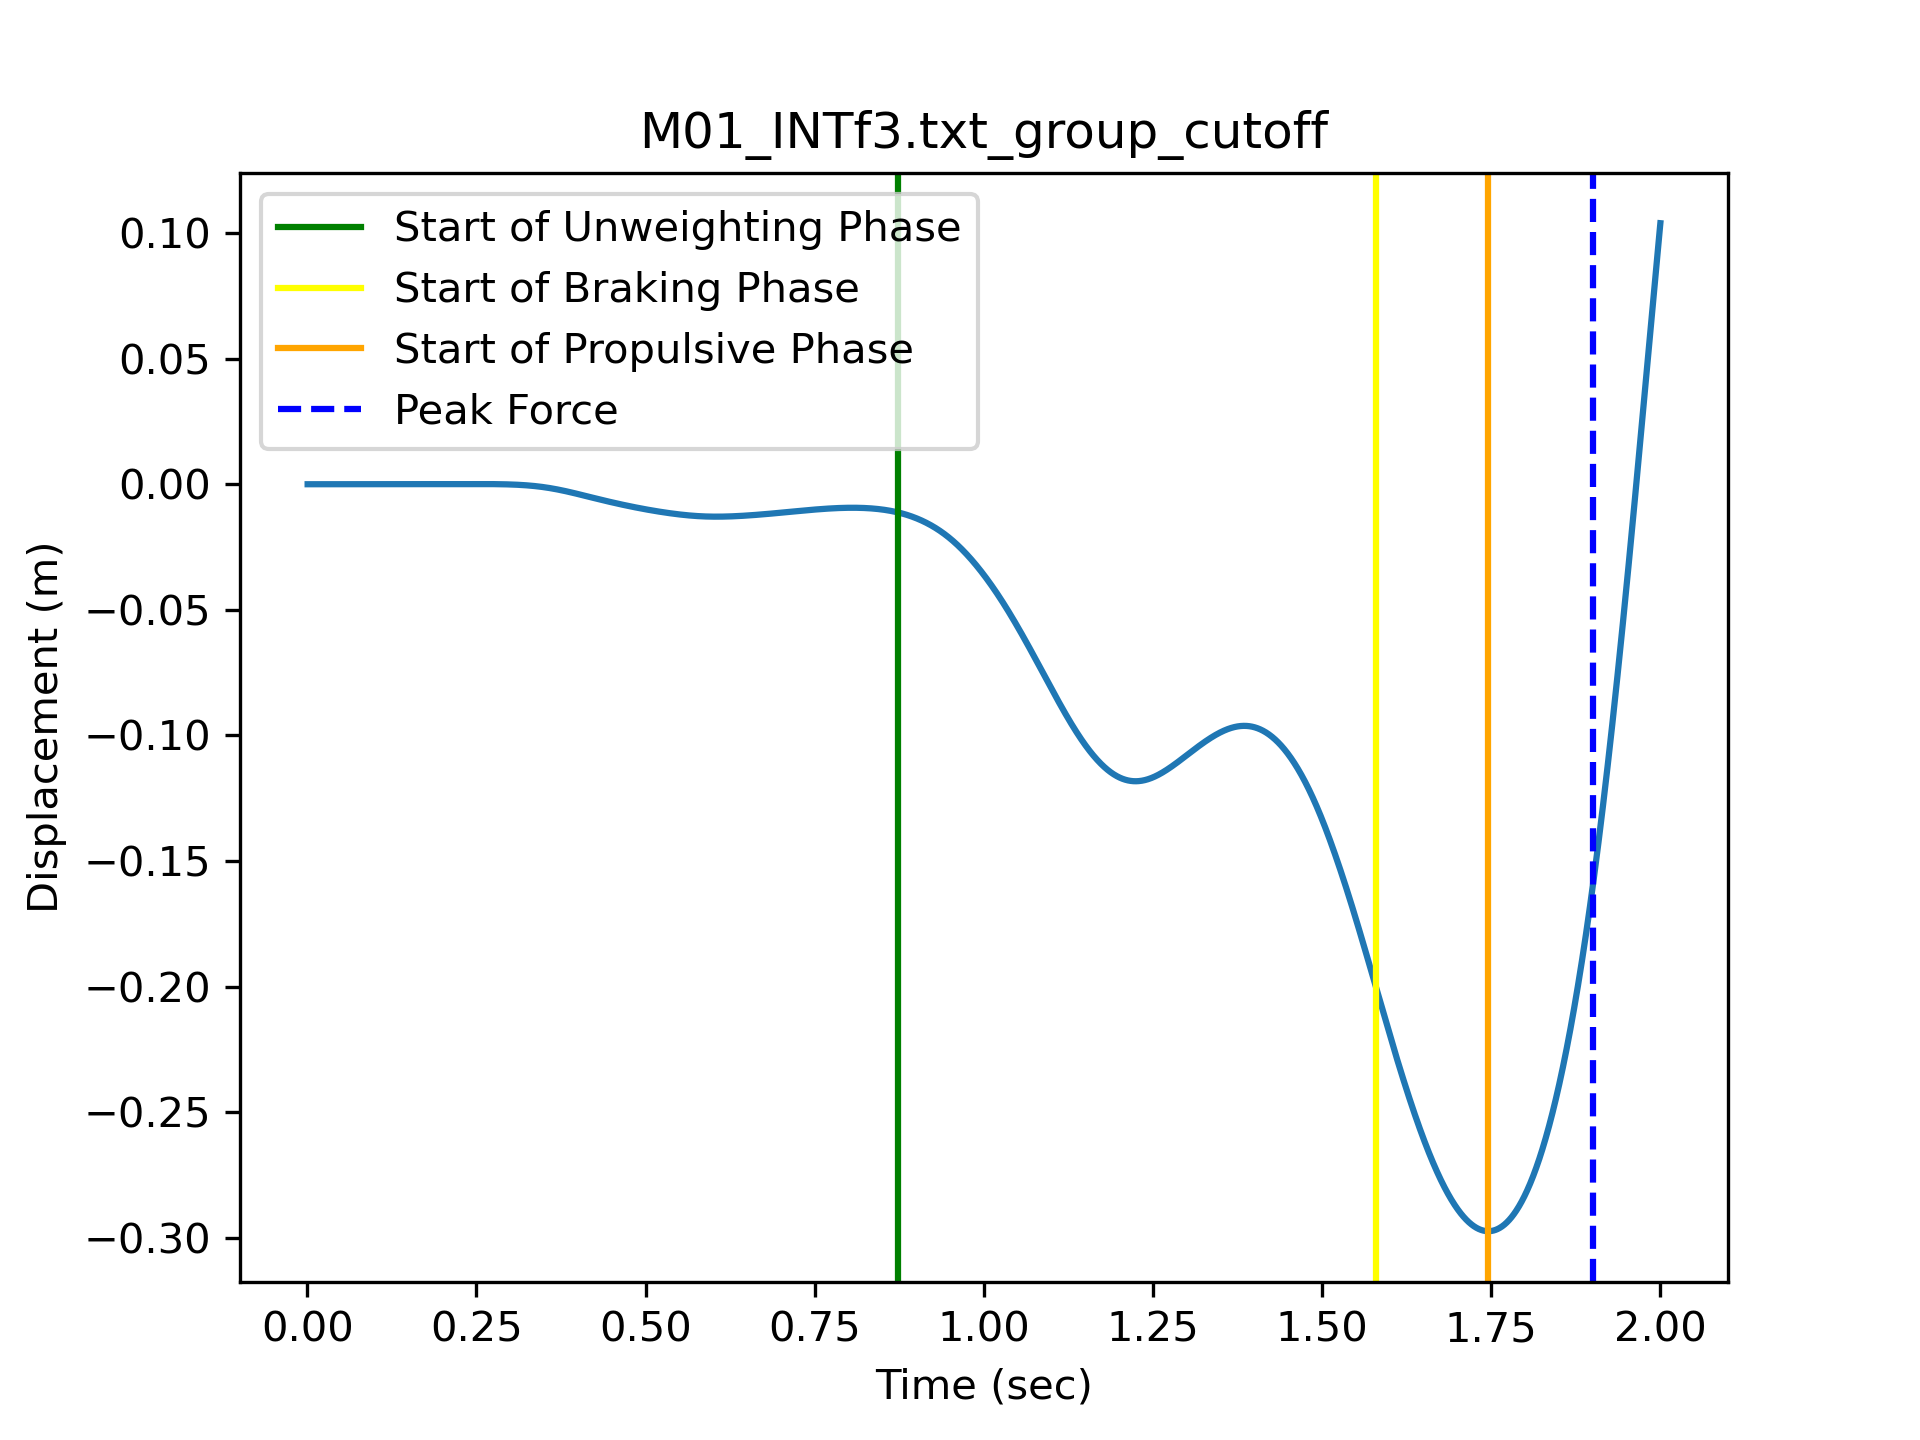 M01_INTf3.txt_group_cutoff
Start of Unweighting Phase
Start of Braking Phase
Start of Propulsive Phase
Peak Force
Displacement (m)
0.10
0.05
0.00
−0.05
−0.10
−0.15
−0.20
−0.25
−0.30
0.00 0.25 0.50 0.75 1.00 1.25 1.50 1.75 2.00
Time (sec)